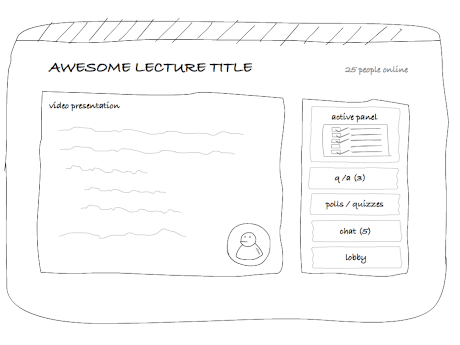 AWESOME LECTURE TITLE
25 people online
video presentation
active panel
q/a (3)
polls / quizzes
chat (5)
lobby